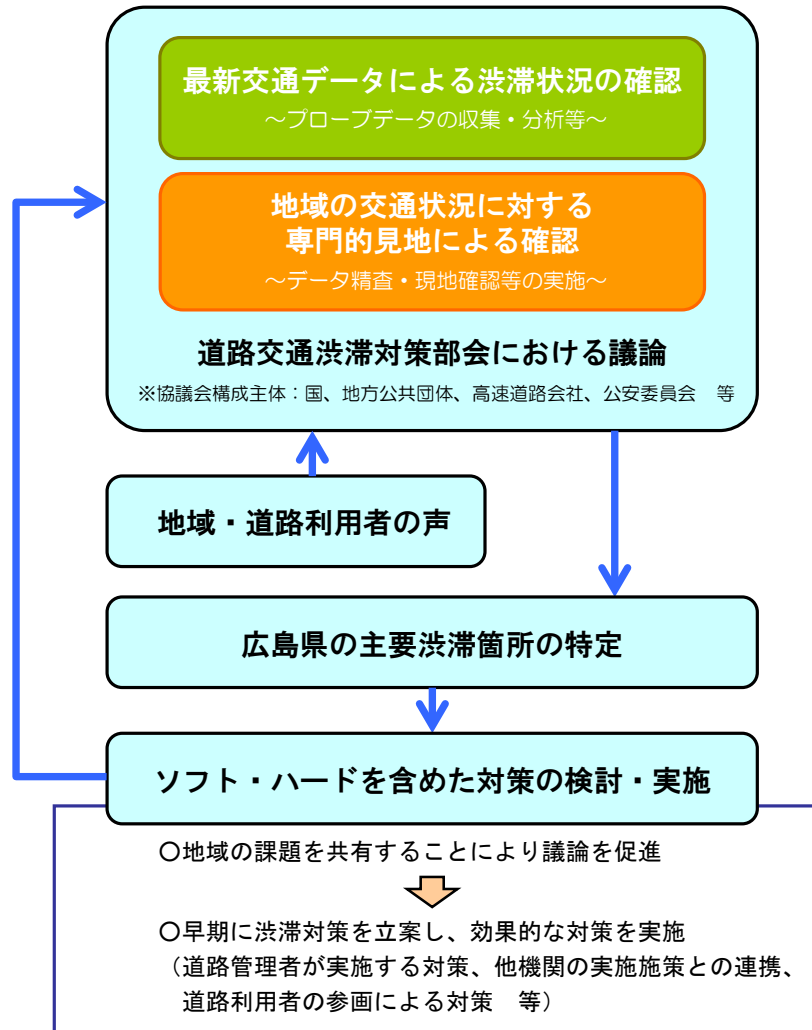 最新交通データによる渋滞状況の確認
～プローブデータの収集・分析等～
地域の交通状況に対する
専門的見地による確認
～データ精査・現地確認等の実施～
道路交通渋滞対策部会における議論
※協議会構成主体：国、地方公共団体、高速道路会社、公安委員会　等
地域・道路利用者の声
広島県の主要渋滞箇所の特定
ソフト・ハードを含めた対策の検討・実施
〇地域の課題を共有することにより議論を促進
〇早期に渋滞対策を立案し、効果的な対策を実施
（道路管理者が実施する対策、他機関の実施施策との連携、
道路利用者の参画による対策　等）